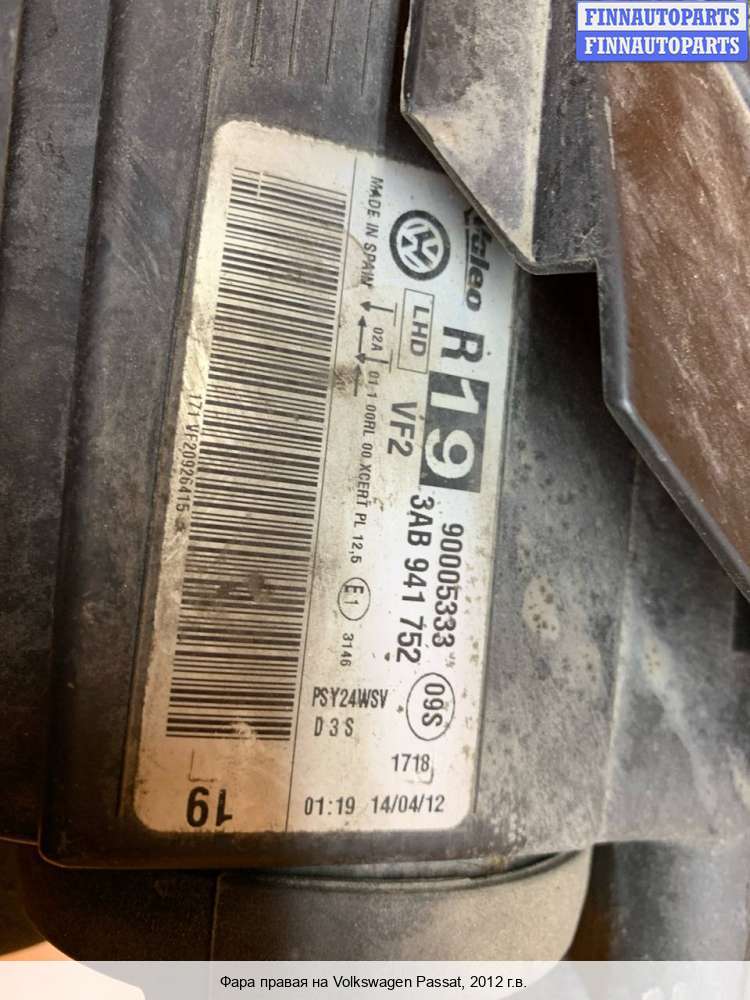 FINNAUTOPARTS
FINNAUTOPARTS
Valeo R 19 90005333
LHD VF2 3AB 941 752 09S
MADE IN SPAIN 02A 01 1 00RL 00 XCERT PL 12,5 E1 3146
PSY24WSV
D3S
1718
01:19 14/04/12
171 VF20926415
19
Фара правая на Volkswagen Passat, 2012 г.в.